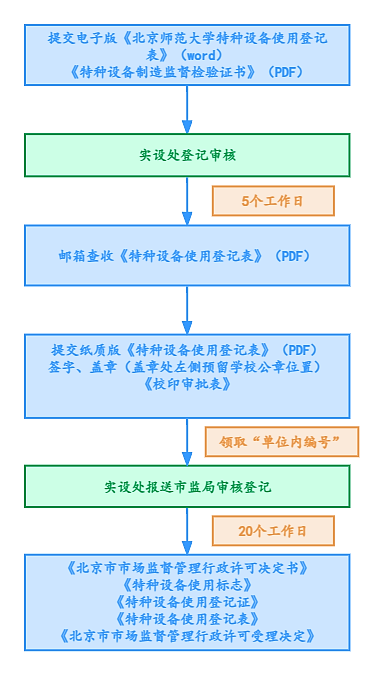 提交电子版《北京师范大学特种设备使用登记
表》（word）
《特种设备制造监督检验证书》（PDF）
实设处登记审核
5个工作日
邮箱查收《特种设备使用登记表》（PDF）
提交纸质版《特种设备使用登记表》（PDF）
签字、盖章（盖章处左侧预留学校公章位置）
《校印审批表》
领取“单位内编号”
实设处报送市监局审核登记
20个工作日
《北京市市场监督管理行政许可决定书》
《特种设备使用标志》
《特种设备使用登记证》
《特种设备使用登记表》
《北京市市场监督管理行政许可受理决定》